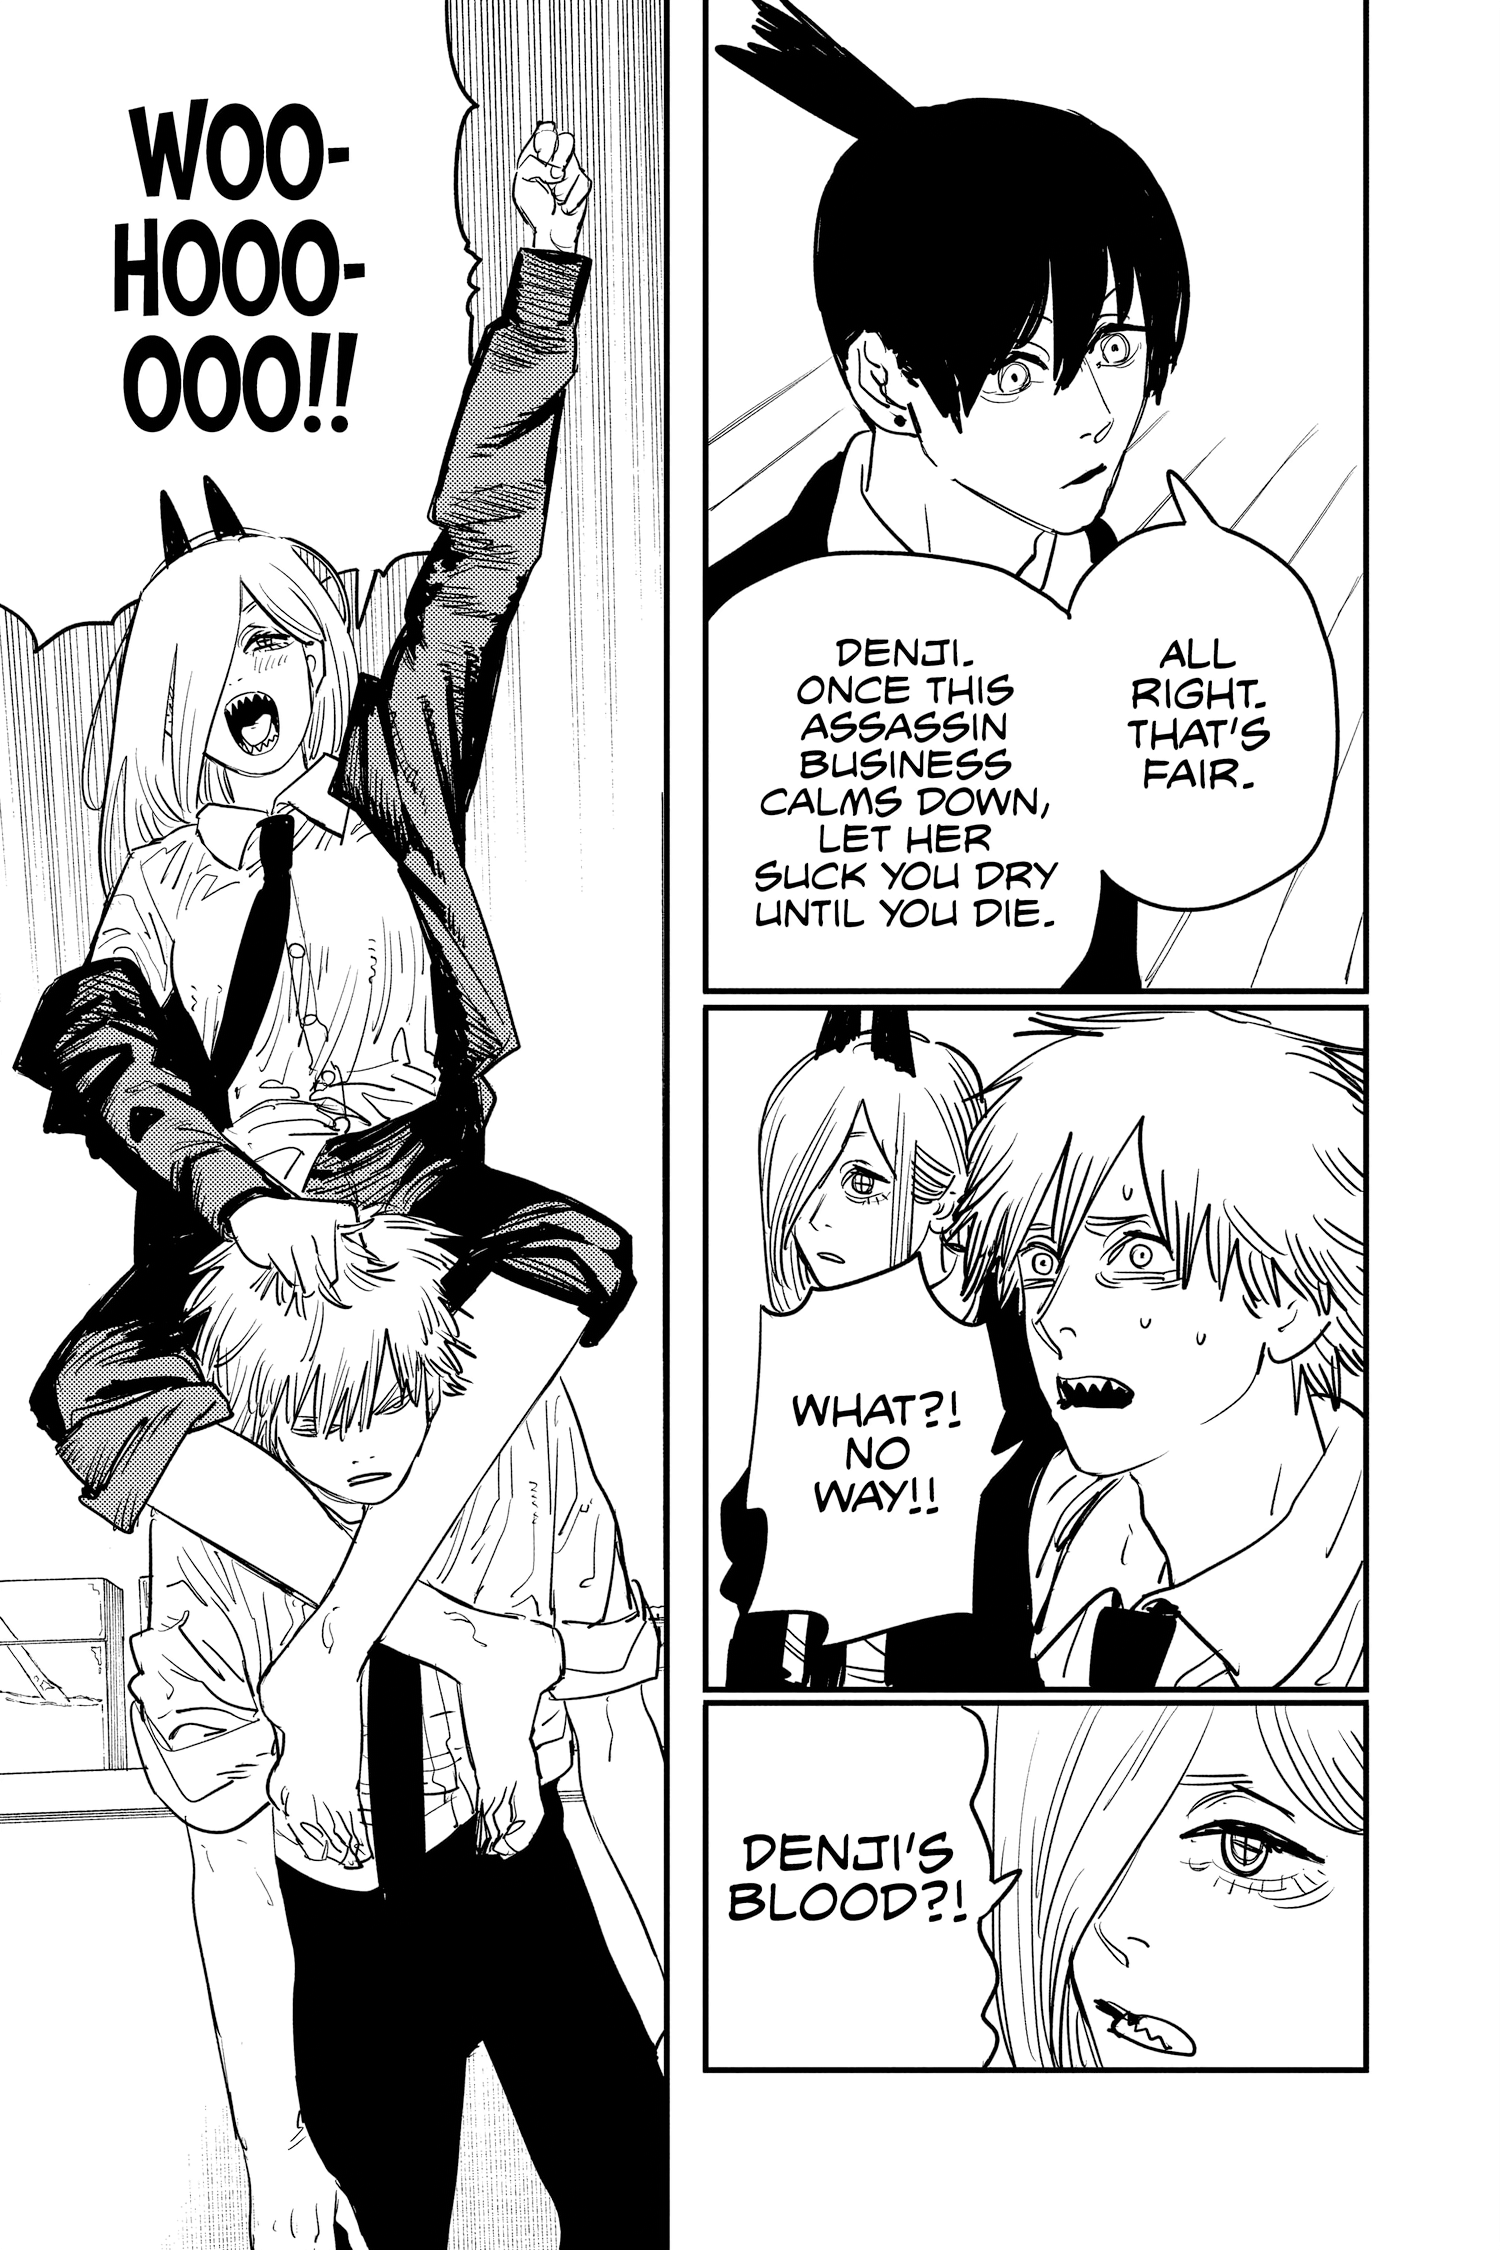 ALL
RIGHT.
THAT'S
FAIR.
DENJI.
ONCE THIS
ASSASSIN
BUSINESS
CALMS DOWN,
LET HER
SUCK YOU DRY
UNTIL YOU DIE.
WHAT?!
NO
WAY!!
DENJI'S
BLOOD?!
WOO-
HOOO-
OOO!!